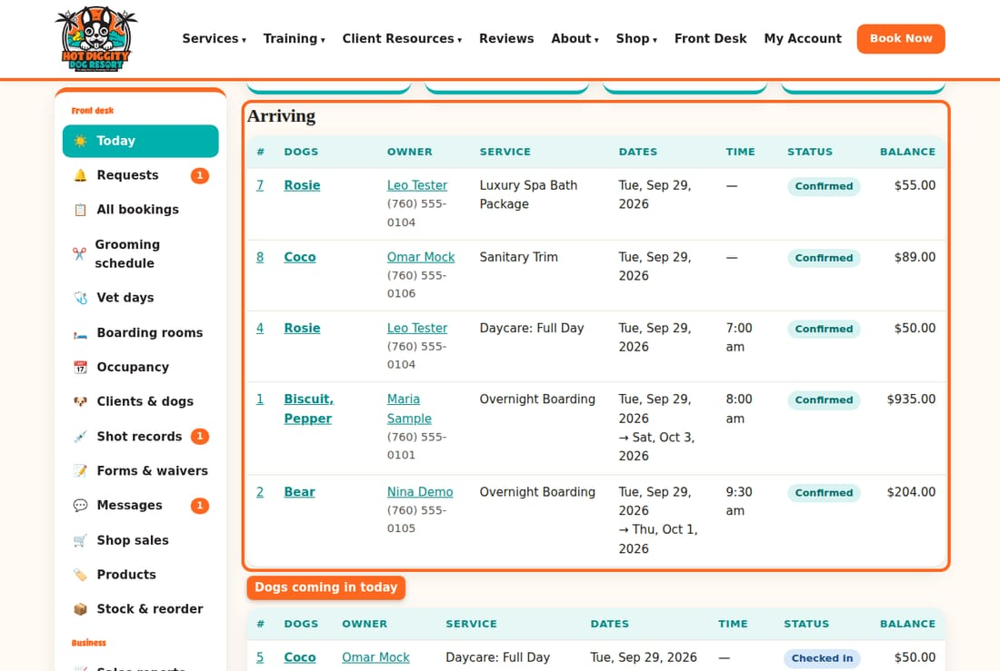 HOT DIGGITY
DOG RESORT
Services ▾ Training ▾ Client Resources ▾ Reviews About ▾ Shop ▾ Front Desk My Account Book Now
Front desk
Today
Requests 1
All bookings
Grooming
schedule
Vet days
Boarding rooms
Occupancy
Clients & dogs
Shot records 1
Forms & waivers
Messages 1
Shop sales
Products
Stock & reorder
Business
Sales reports
Arriving
# DOGS OWNER SERVICE DATES TIME STATUS BALANCE
7 Rosie Leo Tester Luxury Spa Bath Tue, Sep 29, — Confirmed $55.00
(760) 555- Package 2026
0104
8 Coco Omar Mock Sanitary Trim Tue, Sep 29, — Confirmed $89.00
(760) 555- 2026
0106
4 Rosie Leo Tester Daycare: Full Day Tue, Sep 29, 7:00 Confirmed $50.00
(760) 555- 2026 am
0104
1 Biscuit, Maria Overnight Boarding Tue, Sep 29, 8:00 Confirmed $935.00
Pepper Sample 2026 am
(760) 555- → Sat, Oct 3,
0101 2026
2 Bear Nina Demo Overnight Boarding Tue, Sep 29, 9:30 Confirmed $204.00
(760) 555- 2026 am
0105 → Thu, Oct 1,
2026
Dogs coming in today
# DOGS OWNER SERVICE DATES TIME STATUS BALANCE
5 Coco Omar Mock Daycare: Full Day Tue, Sep 29, 2026 — Checked in $50.00